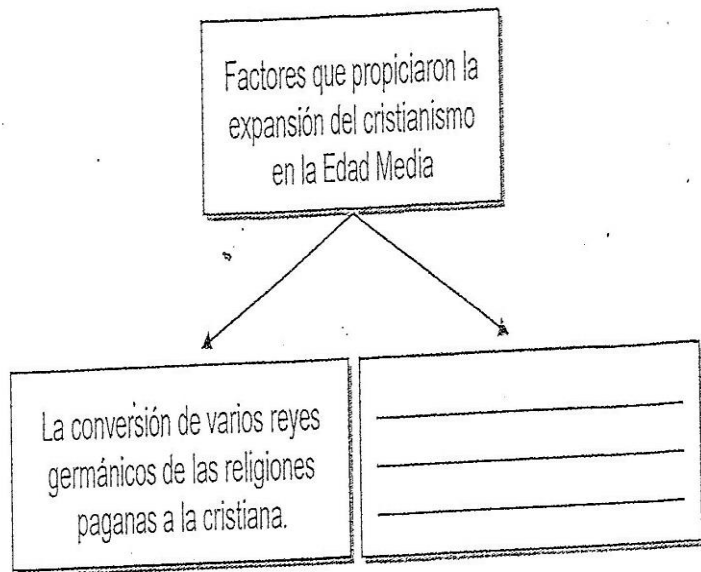 Factores que propiciaron la
expansión del cristianismo
en la Edad Media
La conversión de varios reyes
germánicos de las religiones
paganas a la cristiana.